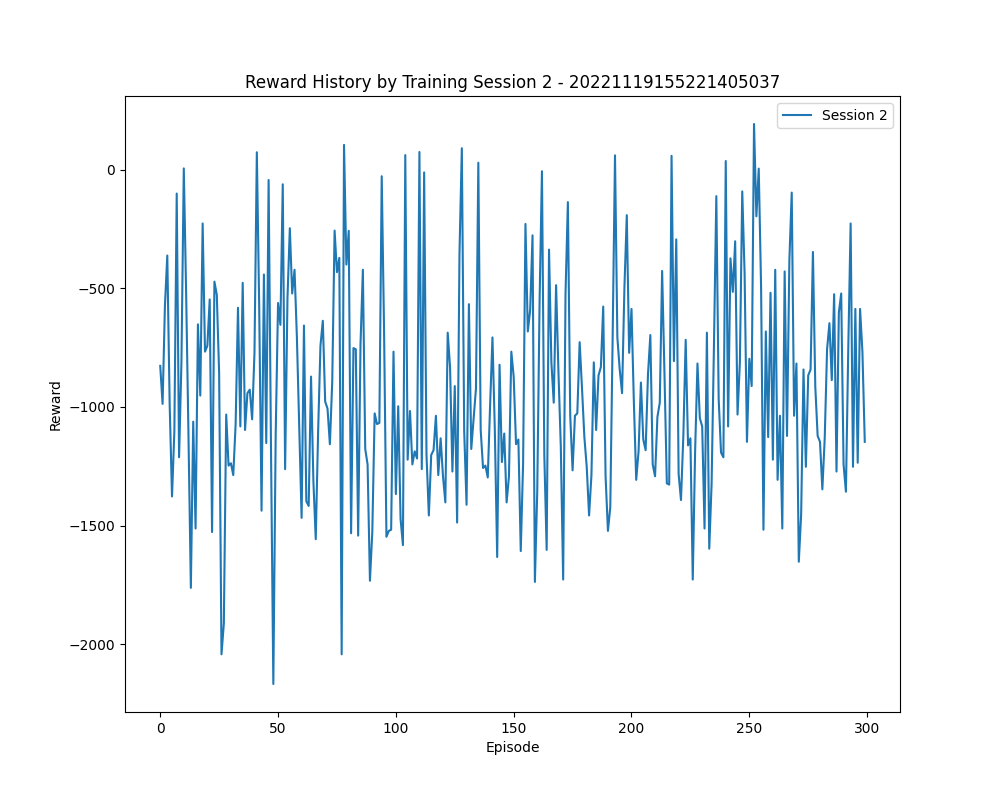 Reward History by Training Session 2 - 20221119155221405037
Session 2
0
−500
−1000
−1500
−2000
Reward
0 50 100 150 200 250 300
Episode